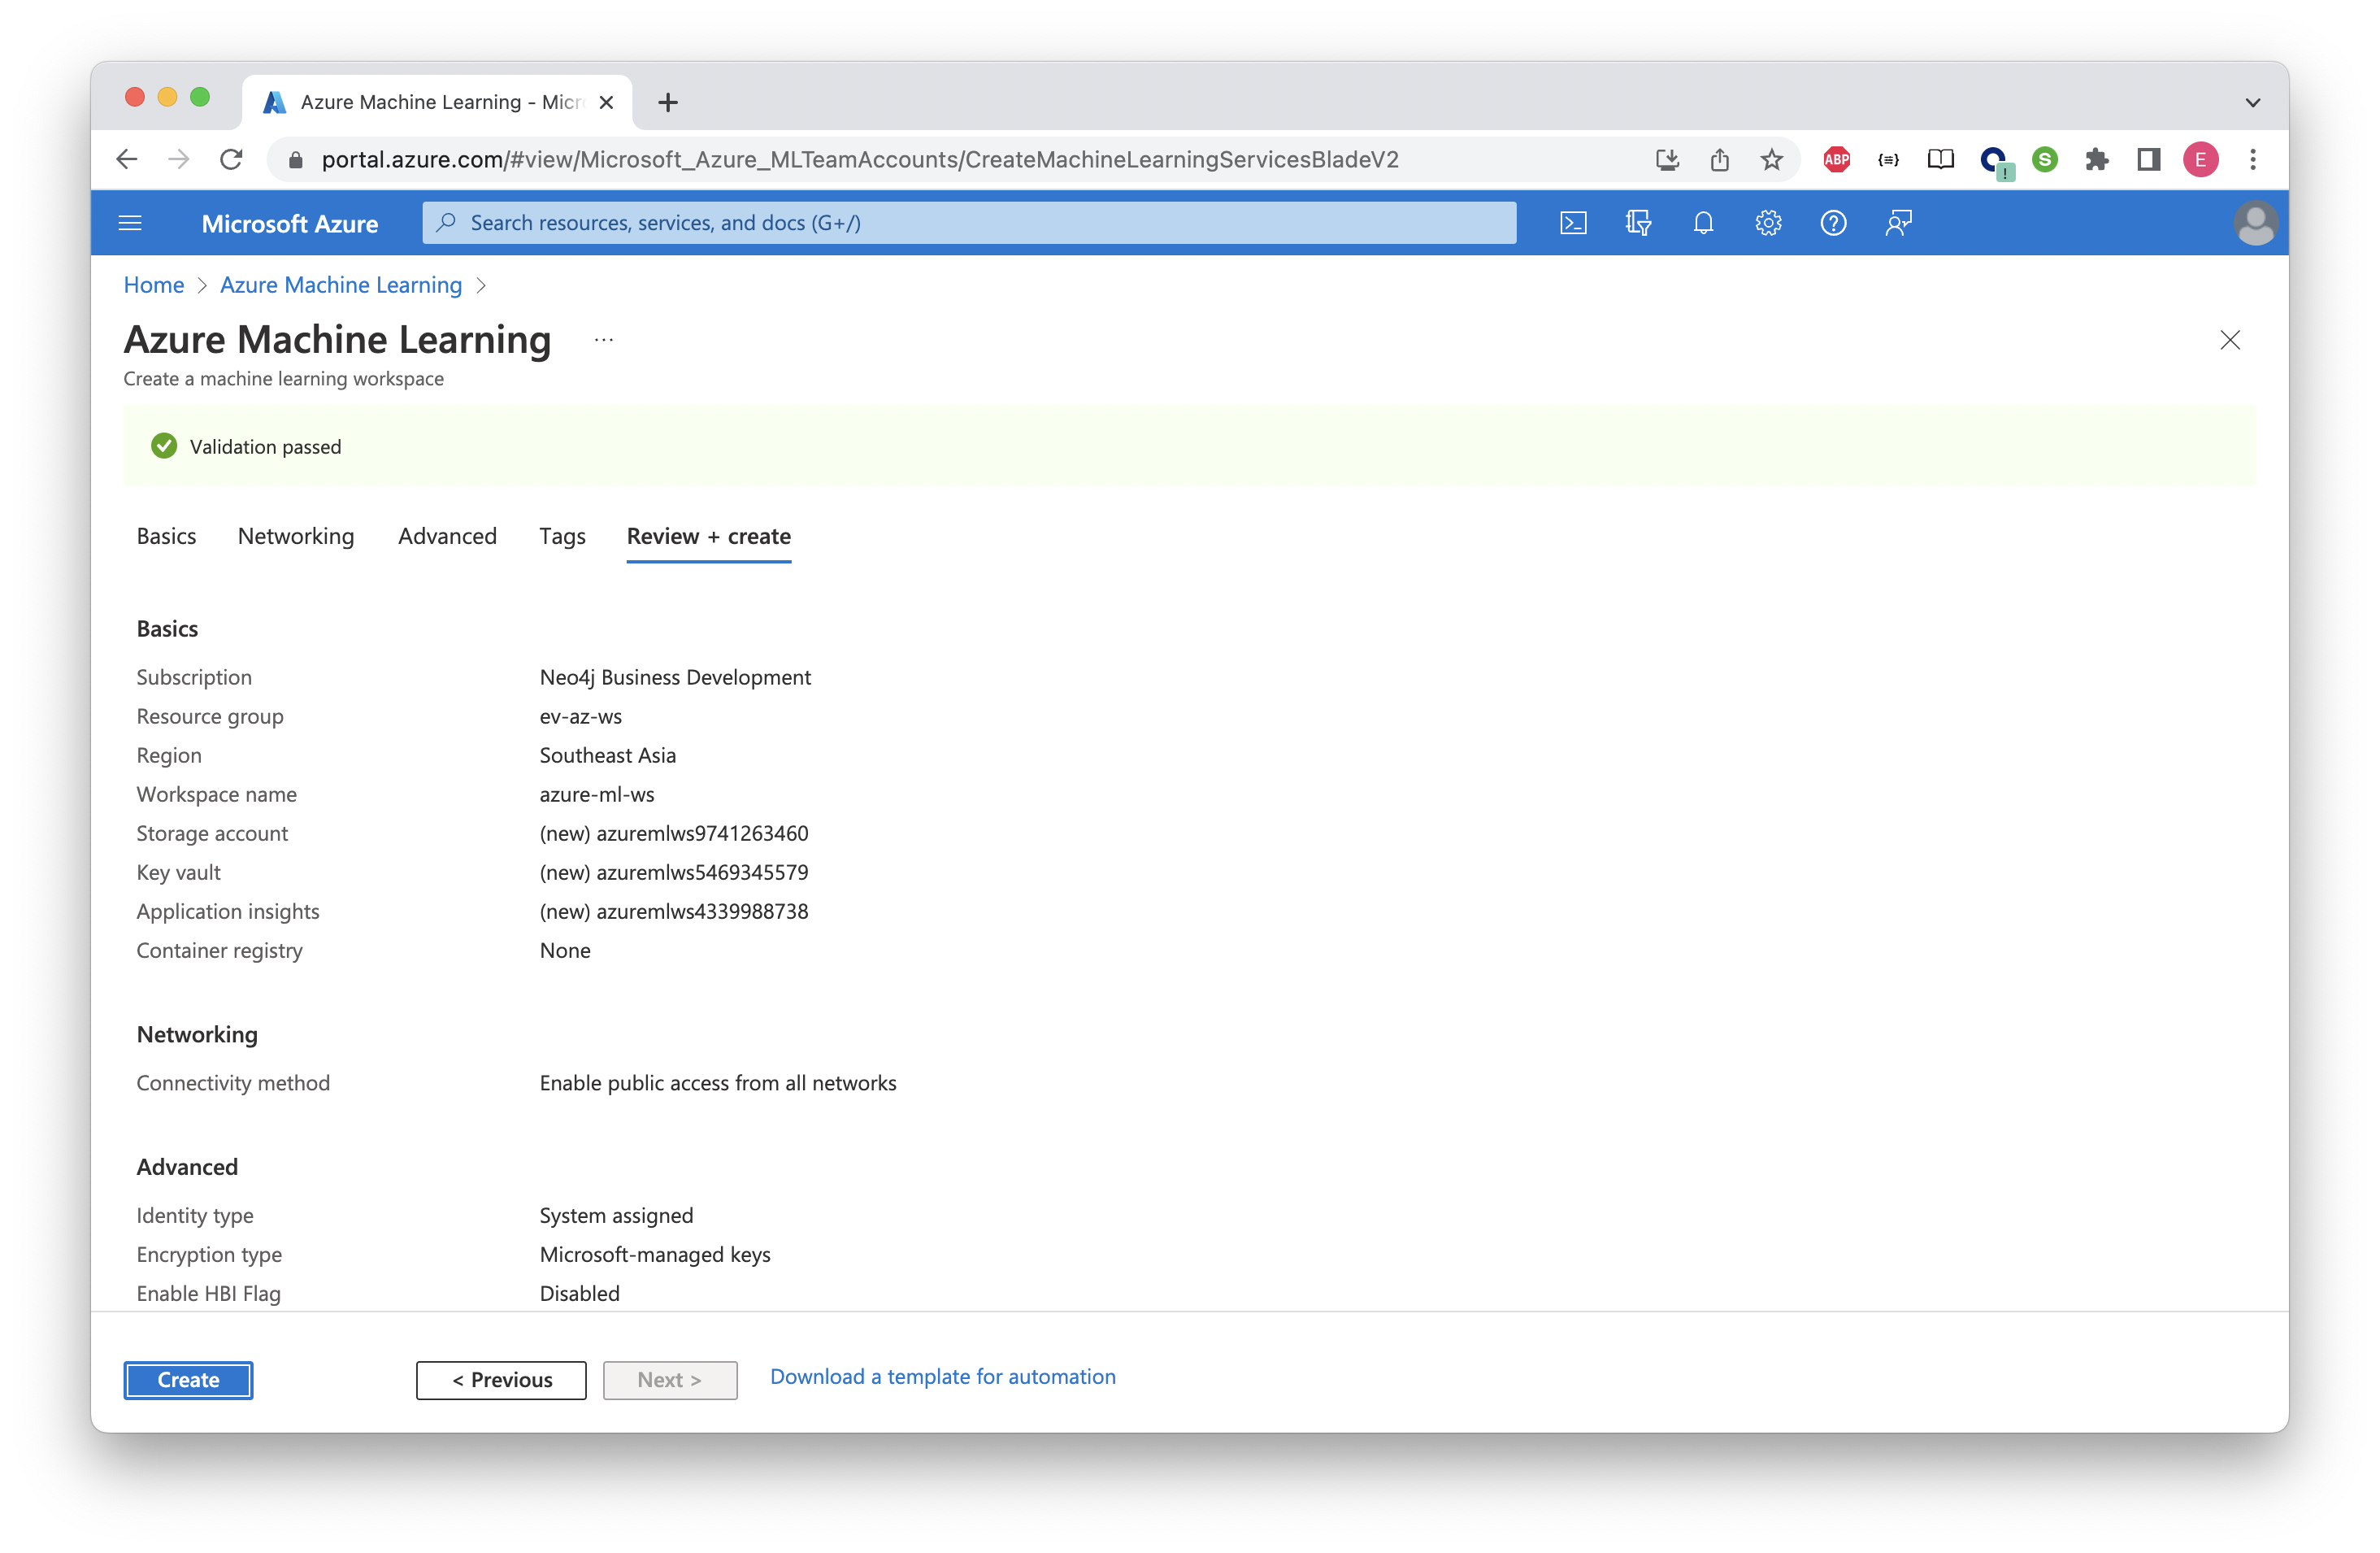 Azure Machine Learning - Micr
portal.azure.com/#view/Microsoft_Azure_MLTeamAccounts/CreateMachineLearningServicesBladeV2
ABP
{≡}
!
S
E
Microsoft Azure
Search resources, services, and docs (G+/)
Home > Azure Machine Learning >
Azure Machine Learning ...
Create a machine learning workspace
Validation passed
Basics Networking Advanced Tags Review + create
Basics
Subscription Neo4j Business Development
Resource group ev-az-ws
Region Southeast Asia
Workspace name azure-ml-ws
Storage account (new) azuremlws9741263460
Key vault (new) azuremlws5469345579
Application insights (new) azuremlws4339988738
Container registry None
Networking
Connectivity method Enable public access from all networks
Advanced
Identity type System assigned
Encryption type Microsoft-managed keys
Enable HBI Flag Disabled
Create < Previous Next > Download a template for automation